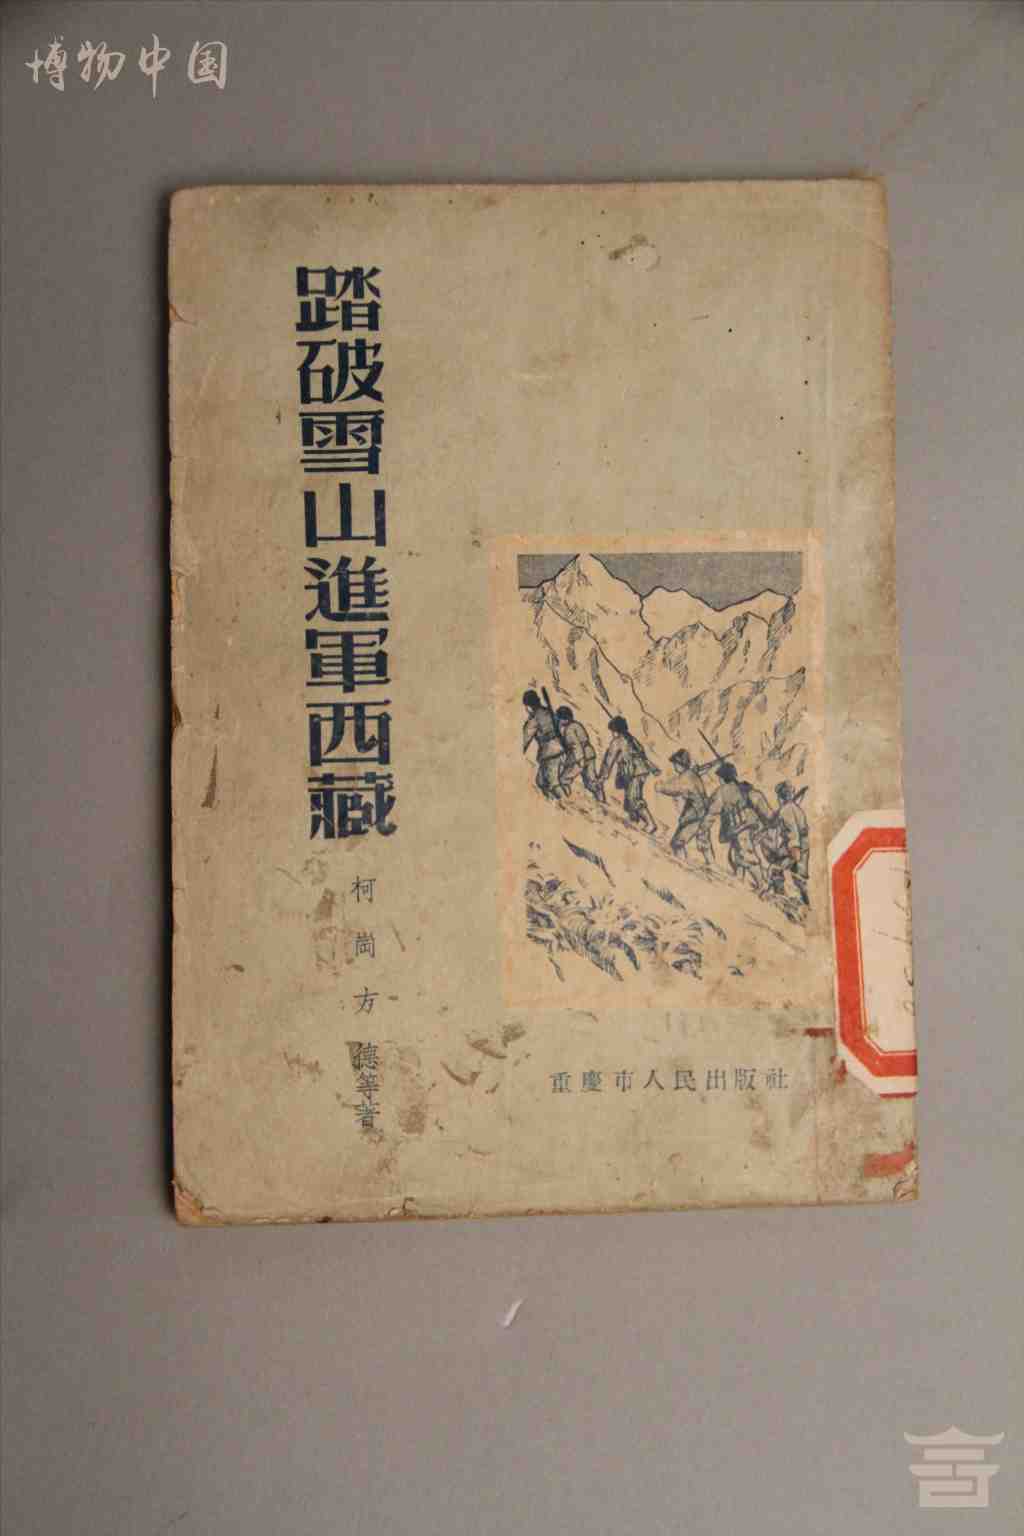 博物中国
踏破雪山進軍西藏
柯崗方德等著
重慶市人民出版社